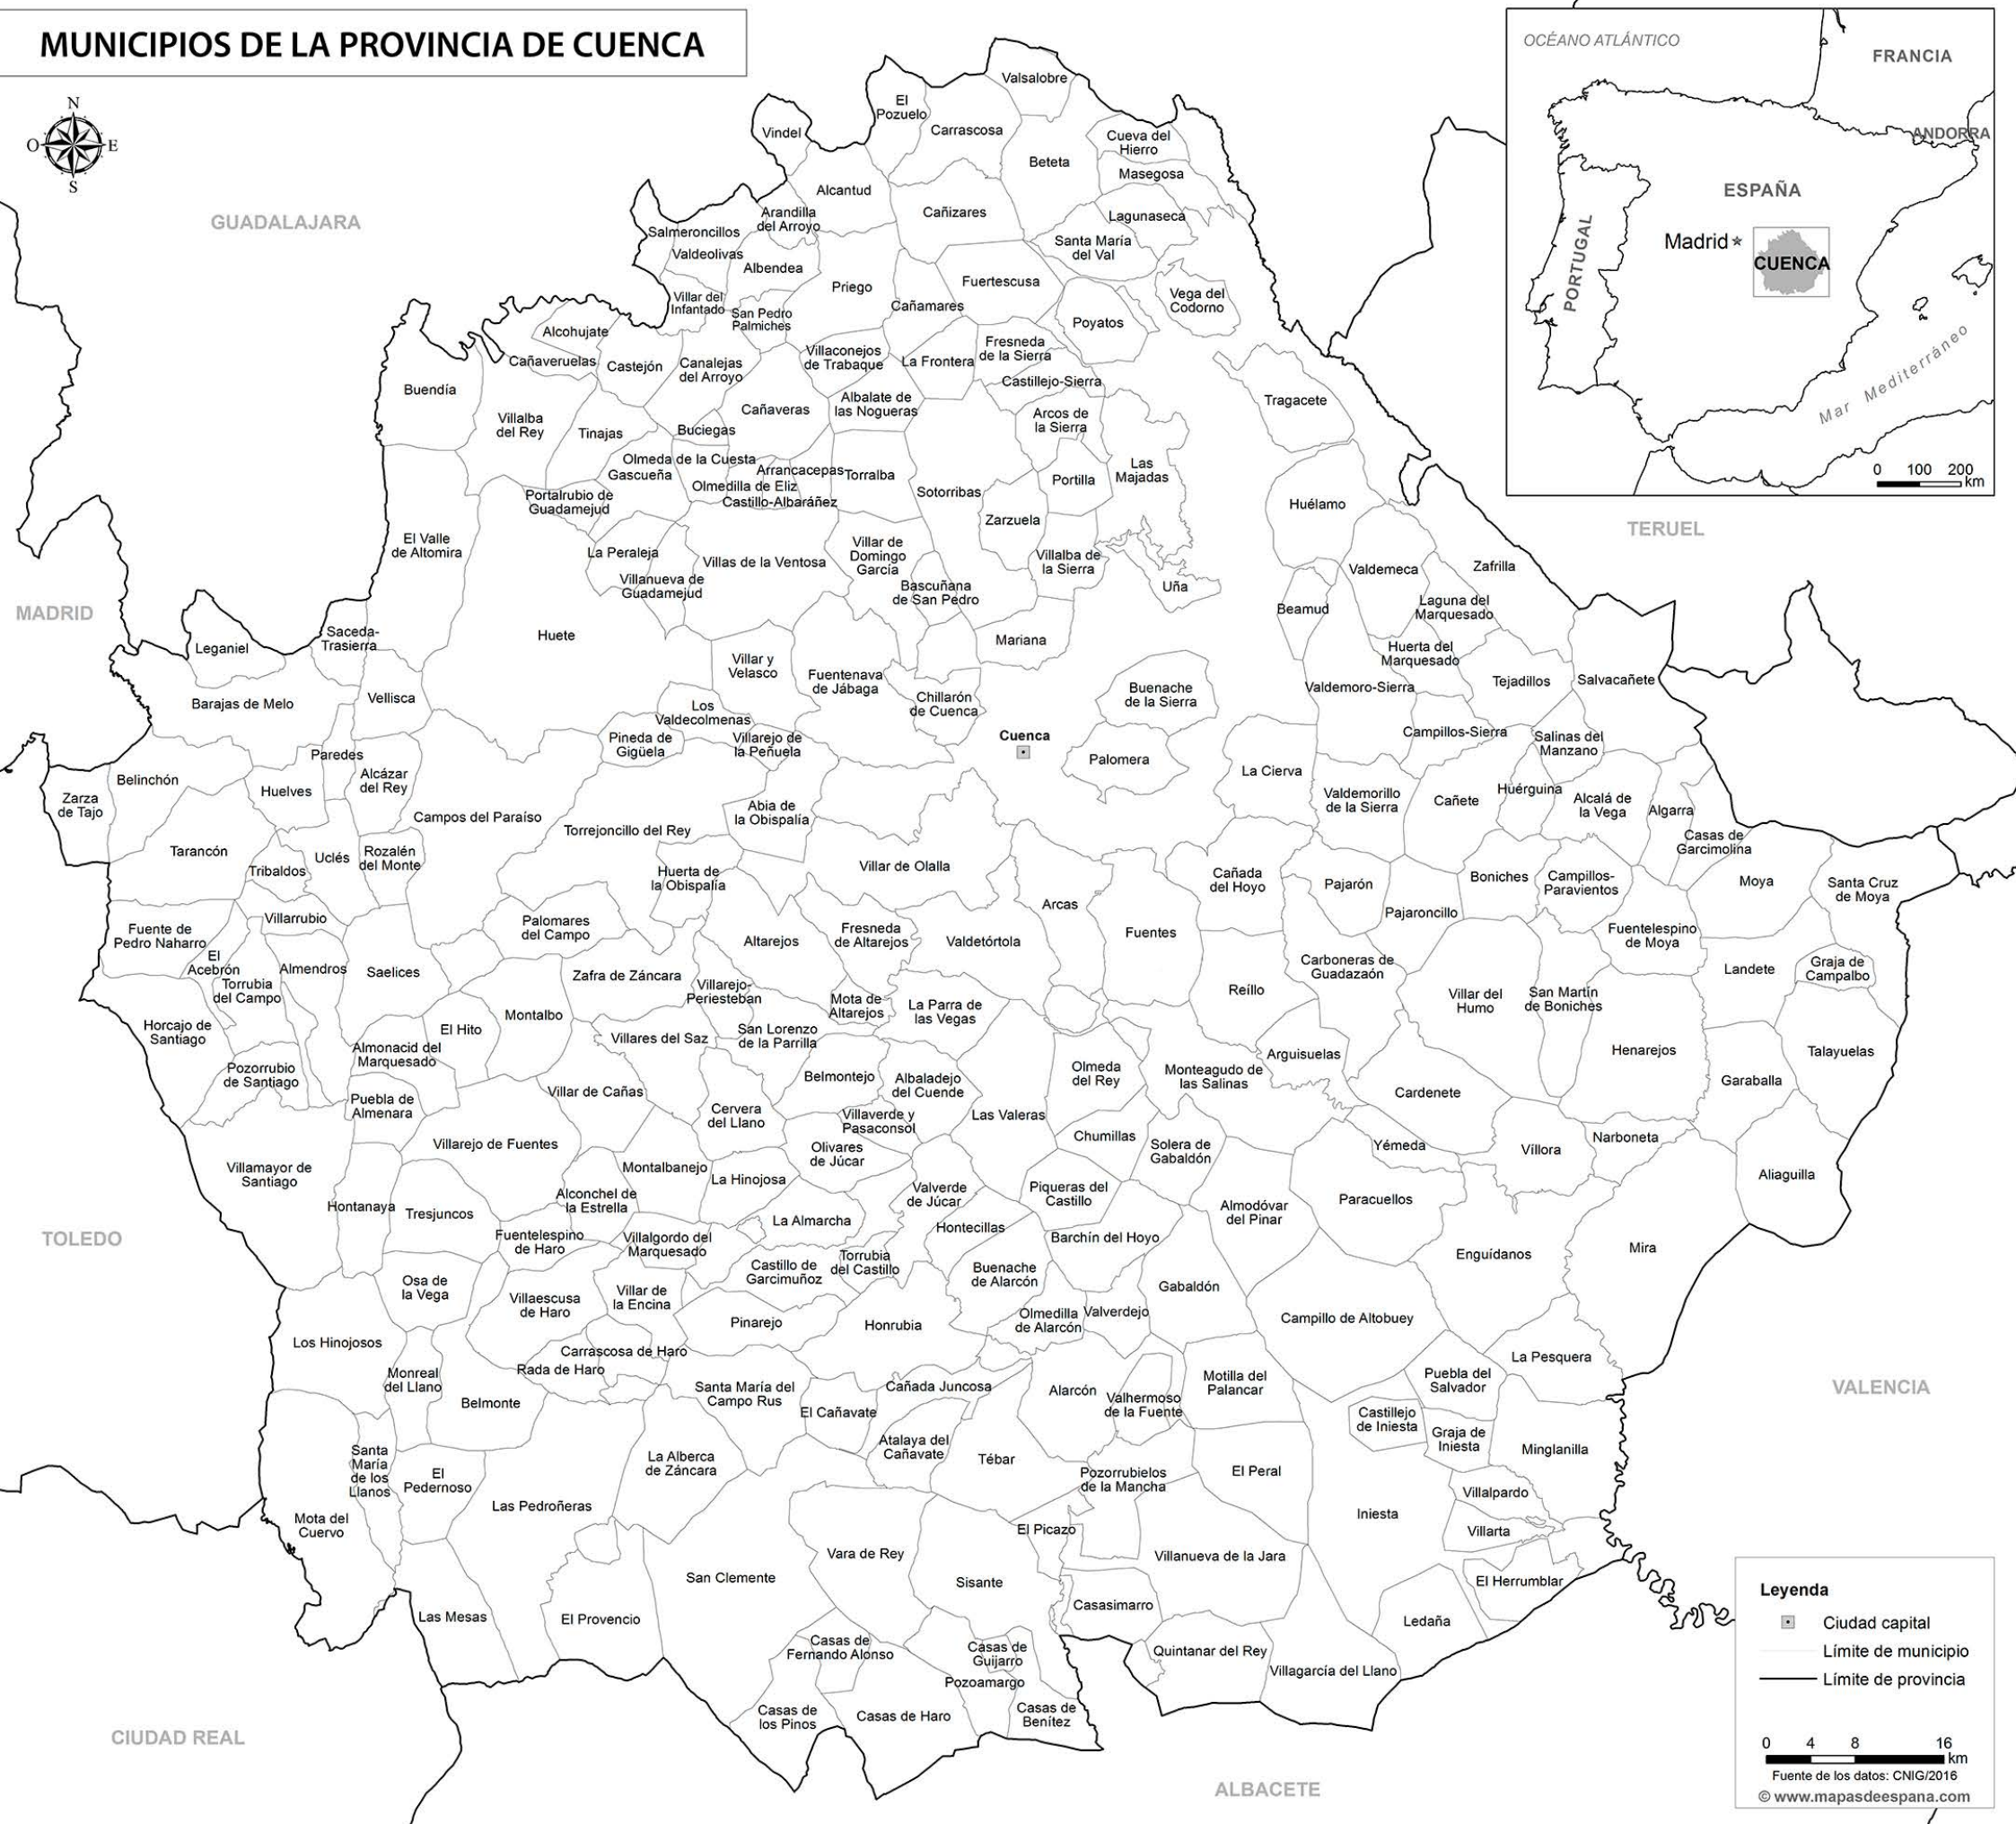 MUNICIPIOS DE LA PROVINCIA DE CUENCA
N
O
E
S
OCÉANO ATLÁNTICO
FRANCIA
ANDORRA
ESPAÑA
PORTUGAL
Madrid
CUENCA
Mar Mediterráneo
0 100 200
km
GUADALAJARA
MADRID
TOLEDO
CIUDAD REAL
ALBACETE
VALENCIA
TERUEL
Valsalobre
El
Pozuelo
Carrascosa
Vindel
Cueva del
Hierro
Beteta
Masegosa
Alcantud
Cañizares
Lagunaseca
Arandilla
del Arroyo
Salmeroncillos
Santa María
del Val
Valdeolivas
Albendea
Priego
Fuertescusa
Vega del
Codorno
Villar del
Infantado
San Pedro
Palmiches
Cañamares
Poyatos
Alcohujate
Cañaveruelas
Castejón
Canalejas
del Arroyo
Villaconejos
de Trabaque
La Frontera
Fresneda
de la Sierra
Castillejo-Sierra
Buendía
Tragacete
Villalba
del Rey
Tinajas
Buciegas
Cañaveras
Albalate de
las Nogueras
Arcos de
la Sierra
Olmeda de la Cuesta
Gascueña
Arrancacepas
Torralba
Olmedilla de Eliz
Castillo-Albaráñez
Sotorribas
Portilla
Las
Majadas
Portalrubio de
Guadamejud
Zarzuela
Huélamo
El Valle
de Altomira
La Peraleja
Villas de la Ventosa
Villar de
Domingo
García
Villalba de
la Sierra
Uña
Valdemeca
Zafrilla
Villanueva de
Guadamejud
Bascuñana
de San Pedro
Beamud
Laguna del
Marquesado
Leganiel
Saceda-
Trasierra
Huete
Mariana
Huerta del
Marquesado
Villar y
Velasco
Fuentenava
de Jábaga
Chillarón
de Cuenca
Buenache
de la Sierra
Valdemoro-Sierra
Tejadillos
Salvacañete
Barajas de Melo
Vellisca
Los
Valdecolmenas
Pineda de
Gigüela
Villarejo de
la Peñuela
Cuenca
Palomera
La Cierva
Campillos-Sierra
Salinas del
Manzano
Paredes
Belinchón
Huelves
Alcázar
del Rey
Zarza
de Tajo
Campos del Paraíso
Torrejoncillo del Rey
Abia de
la Obispalía
Valdemorillo
de la Sierra
Cañete
Huérguina
Alcalá de
la Vega
Algarra
Casas de
Garcimolina
Tarancón
Tribaldos
Uclés
Rozalén
del Monte
Huerta de
la Obispalía
Villar de Olalla
Cañada
del Hoyo
Pajarón
Boniches
Campillos-
Paravientos
Moya
Santa Cruz
de Moya
Villarrubio
Palomares
del Campo
Arcas
Pajaroncillo
Fuente de
Pedro Naharro
Altarejos
Fresneda
de Altarejos
Valdetórtola
Fuentes
Fuentelespino
de Moya
El
Acebrón
Torrubia
del Campo
Almendros
Saelices
Zafra de Záncara
Villarejo-
Periesteban
Carboneras de
Guadazaón
Landete
Graja de
Campalbo
Reíllo
Villar del
Humo
San Martín
de Boniches
Mota de
Altarejos
La Parra de
las Vegas
Horcajo de
Santiago
El Hito
Montalbo
Villares del Saz
San Lorenzo
de la Parrilla
Almonacid del
Marquesado
Arguisuelas
Henarejos
Talayuelas
Pozorrubio
de Santiago
Belmontejo
Albaladejo
del Cuende
Olmeda
del Rey
Monteagudo de
las Salinas
Garaballa
Puebla de
Almenara
Villar de Cañas
Cervera
del Llano
Villaverde y
Pasaconsol
Las Valeras
Cardenete
Chumillas
Villarejo de Fuentes
Olivares
de Júcar
Solera de
Gabaldón
Yémeda
Víllora
Narboneta
Villamayor de
Santiago
Montalbanejo
La Hinojosa
Aliaguilla
Hontanaya
Tresjuncos
Alconchel de
la Estrella
Valverde
de Júcar
Piqueras del
Castillo
Almodóvar
del Pinar
Paracuellos
La Almarcha
Hontecillas
Fuentelespino
de Haro
Villalgordo del
Marquesado
Barchín del Hoyo
Enguídanos
Mira
Castillo de
Garcimuñoz
Torrubia
del Castillo
Buenache
de Alarcón
Osa de
la Vega
Villaescusa
de Haro
Villar de
la Encina
Gabaldón
Pinarejo
Honrubia
Olmedilla
de Alarcón
Valverdejo
Campillo de Altobuey
Los Hinojosos
Carrascosa de Haro
Rada de Haro
La Pesquera
Monreal
del Llano
Santa María del
Campo Rus
Cañada Juncosa
Alarcón
Valhermoso
de la Fuente
Motilla del
Palancar
Puebla del
Salvador
Belmonte
El Cañavate
Castillejo
de Iniesta
Graja de
Iniesta
Minglanilla
Santa
María
de los
Llanos
Atalaya del
Cañavate
Tébar
El
Pedernoso
La Alberca
de Záncara
Pozorrubielos
de la Mancha
El Peral
Las Pedroñeras
Villalpardo
Mota del
Cuervo
Iniesta
El Picazo
Villarta
Vara de Rey
Villanueva de la Jara
San Clemente
Sisante
El Herrumblar
Las Mesas
El Provencio
Casasimarro
Ledaña
Casas de
Fernando Alonso
Casas de
Guijarro
Quintanar del Rey
Villagarcía del Llano
Pozoamargo
Casas de
los Pinos
Casas de Haro
Casas de
Benítez
Leyenda
Ciudad capital
Límite de municipio
Límite de provincia
0 4 8 16
km
Fuente de los datos: CNIG/2016
© www.mapasdeespana.com